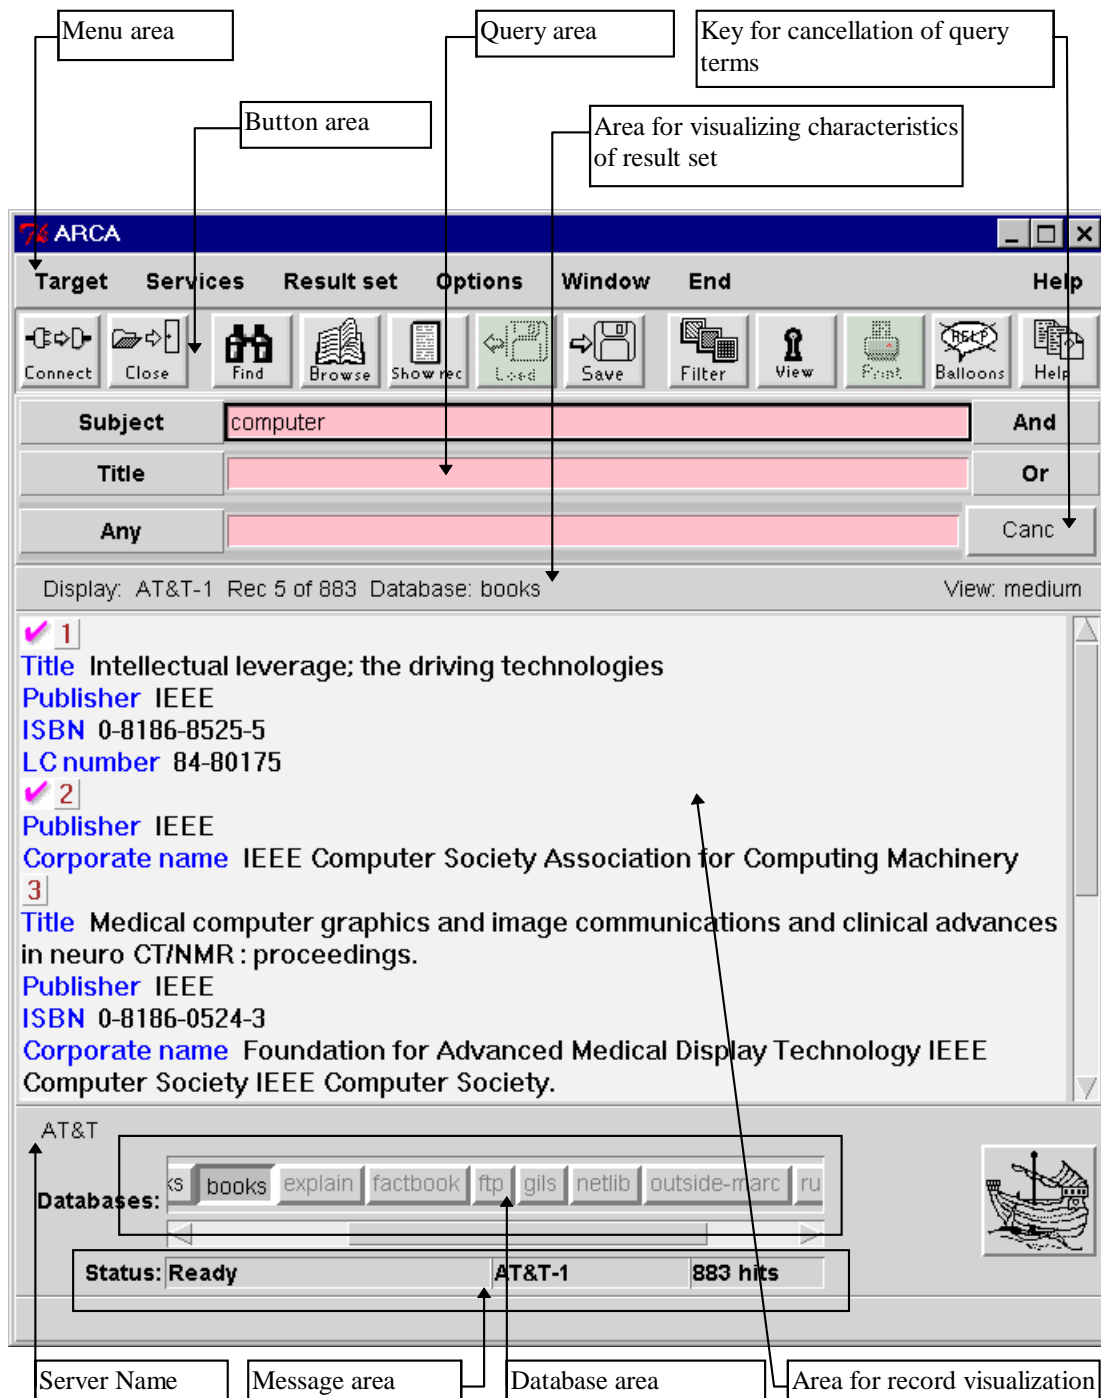 Menu area
Query area
Key for cancellation of query
terms
Button area
Area for visualizing characteristics
of result set
ARCA
Target Services Result set Options Window End Help
Connect Close Find Browse Show rec Load Save Filter View Print Balloons Help
HELP
Subject computer And
Title Or
Any Canc
Display: AT&T-1 Rec 5 of 883 Database: books View: medium
1
Title Intellectual leverage; the driving technologies
Publisher IEEE
ISBN 0-8186-8525-5
LC number 84-80175
2
Publisher IEEE
Corporate name IEEE Computer Society Association for Computing Machinery
3
Title Medical computer graphics and image communications and clinical advances
in neuro CT/NMR : proceedings.
Publisher IEEE
ISBN 0-8186-0524-3
Corporate name Foundation for Advanced Medical Display Technology IEEE
Computer Society IEEE Computer Society.
AT&T
Databases: ks books explain factbook ftp gils netlib outside-marc ru
Status: Ready AT&T-1 883 hits
Server Name
Message area
Database area
Area for record visualization